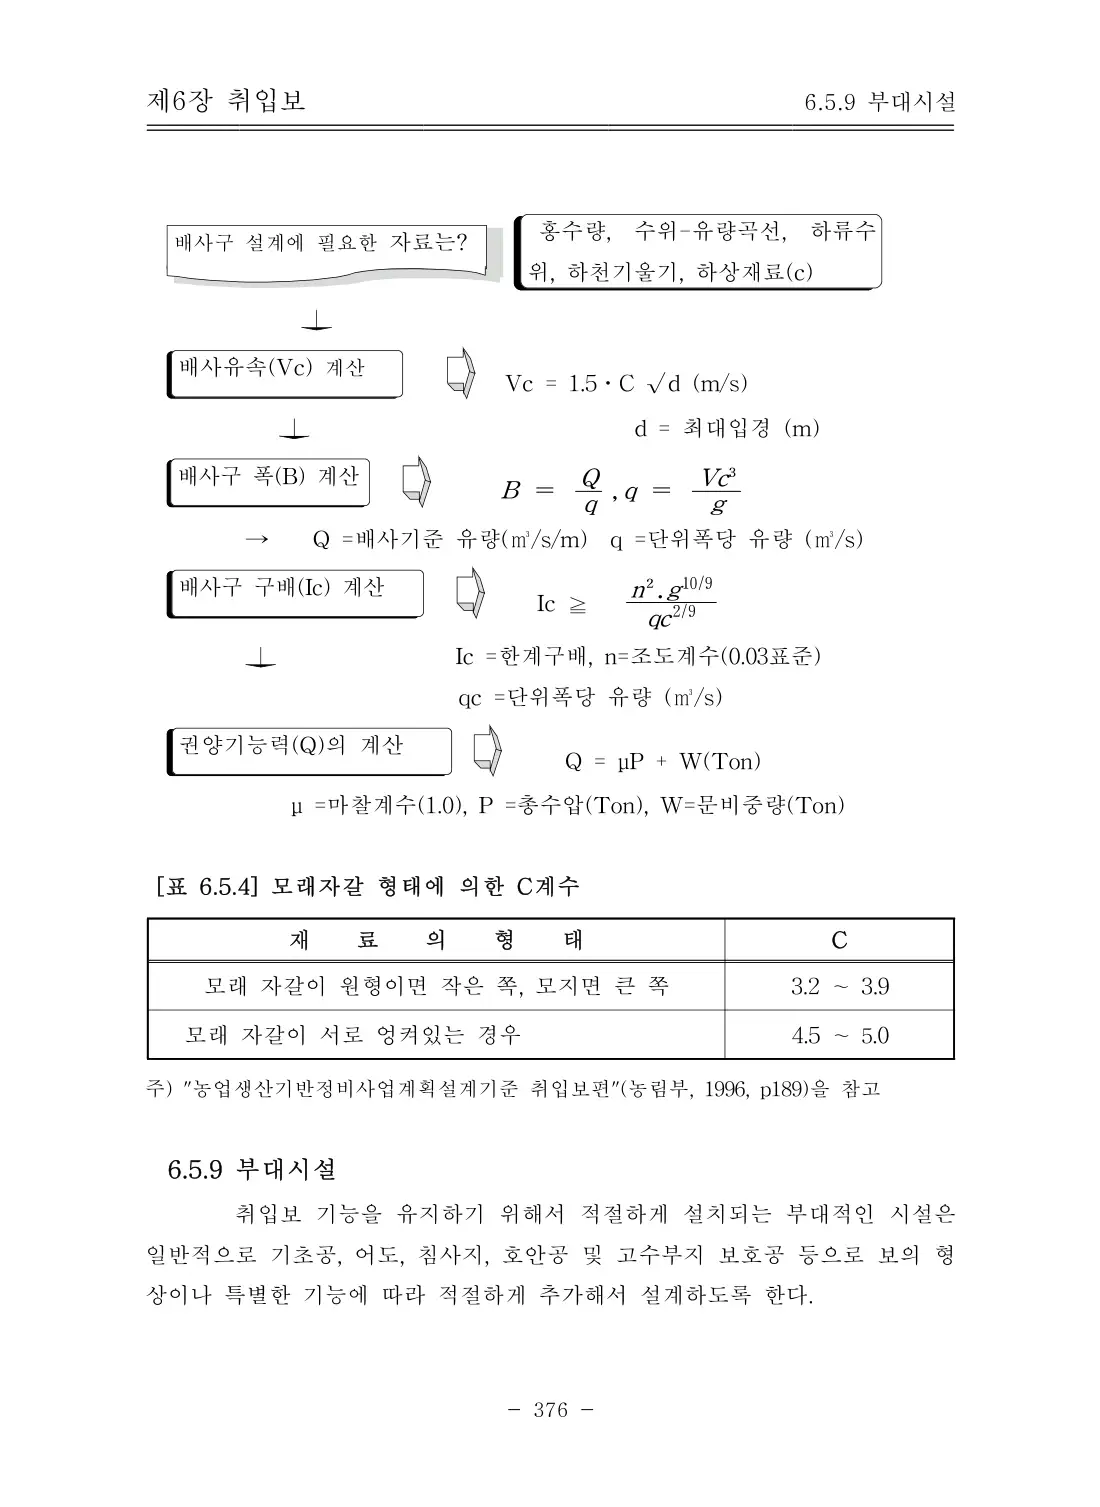 제6장 취입보 6.5.9 부대시설
배사구 설계에 필요한 자료는?
홍수량, 수위-유량곡선, 하류수
위, 하천기울기, 하상재료(c)
↓
배사유속(Vc) 계산
Vc = 1.5·C √d (m/s)
d = 최대입경 (m)
↓
배사구 폭(B) 계산
B = Q/q , q = Vc³/g
→ Q =배사기준 유량(㎥/s/m) q =단위폭당 유량 (㎥/s)
배사구 구배(Ic) 계산
Ic ≧ n².g^10/9 / qc^2/9
↓
Ic =한계구배, n=조도계수(0.03표준)
qc =단위폭당 유량 (㎥/s)
권양기능력(Q)의 계산
Q = μP + W(Ton)
μ =마찰계수(1.0), P =총수압(Ton), W=문비중량(Ton)
[표 6.5.4] 모래자갈 형태에 의한 C계수
재 료 의 형 태 C
모래 자갈이 원형이면 작은 쪽, 모지면 큰 쪽 3.2 ~ 3.9
모래 자갈이 서로 엉켜있는 경우 4.5 ~ 5.0
주) "농업생산기반정비사업계획설계기준 취입보편"(농림부, 1996, p189)을 참고
6.5.9 부대시설
취입보 기능을 유지하기 위해서 적절하게 설치되는 부대적인 시설은
일반적으로 기초공, 어도, 침사지, 호안공 및 고수부지 보호공 등으로 보의 형
상이나 특별한 기능에 따라 적절하게 추가해서 설계하도록 한다.
- 376 -